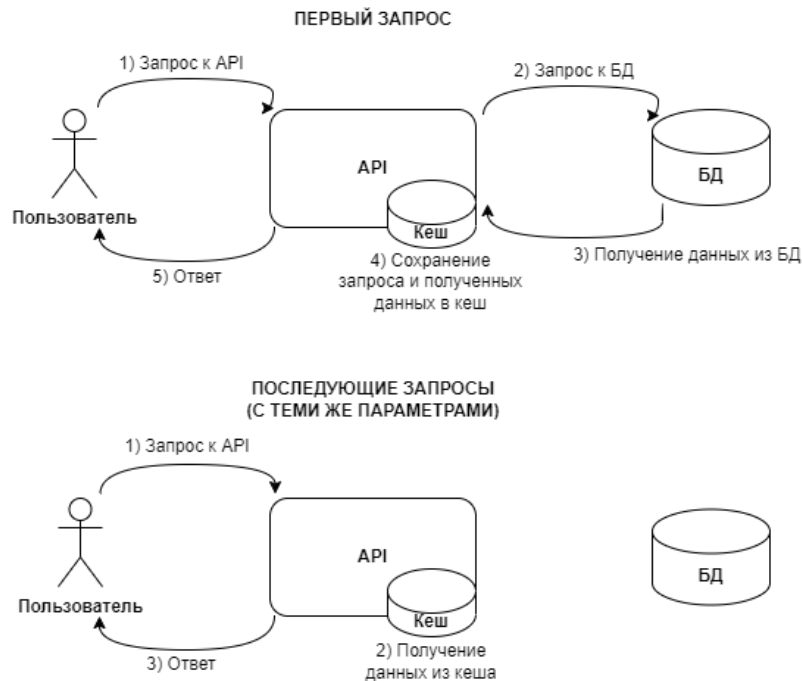 ПЕРВЫЙ ЗАПРОС
1) Запрос к API
2) Запрос к БД
API
БД
Пользователь
Кеш
5) Ответ
4) Сохранение
запроса и полученных
данных в кеш
3) Получение данных из БД
ПОСЛЕДУЮЩИЕ ЗАПРОСЫ
(С ТЕМИ ЖЕ ПАРАМЕТРАМИ)
1) Запрос к API
API
БД
Пользователь
Кеш
3) Ответ
2) Получение
данных из кеша